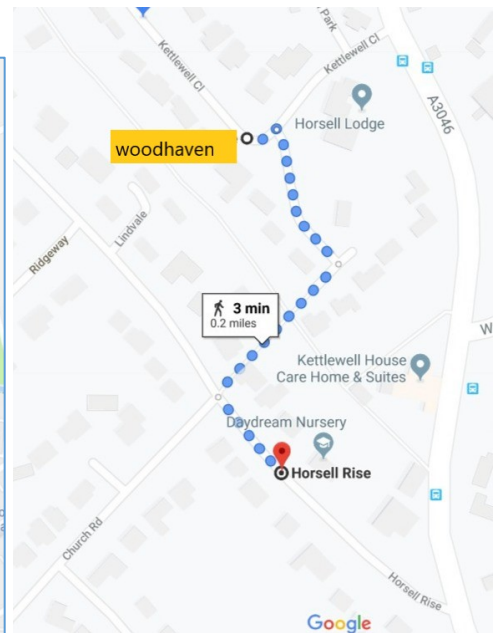 Park
Kettlewell Cl
Kettlewell Cl
A3046
Horsell Lodge
woodhaven
Lindvale
Ridgeway
3 min
0.2 miles
W
Kettlewell House
Care Home & Suites
Daydream Nursery
Horsell Rise
Church Rd
Horsell Rise
Google